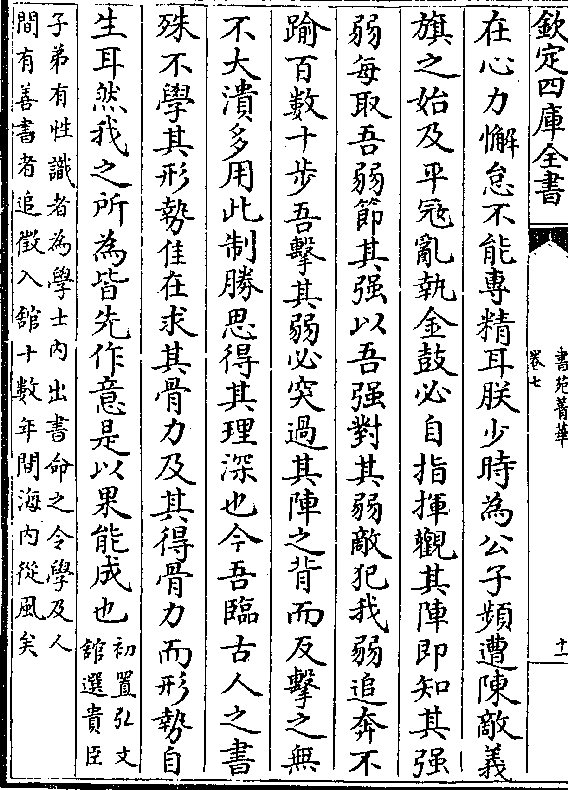 欽定四庫全書
書苑菁華
卷七
十一
在心力懈怠不能專精耳朕少時為公子頻遭陳敵義
旗之始及平冦亂執金鼓必自指揮觀其陣即知其强
弱每取吾弱節其强以吾强對其弱敵犯我弱追奔不
踰百數十步吾擊其弱必突過其陣之背而反擊之無
不大潰多用此制勝思得其理深也今吾臨古人之書
殊不學其形勢隹在求其骨力及其得骨力而形勢自
生耳然我之所為皆先作意是以果能成也
初置弘文
舘選貴臣
子弟有性識者為學士内出書命之令學及人
間有善書者追徴入舘十數年間海内從風矣